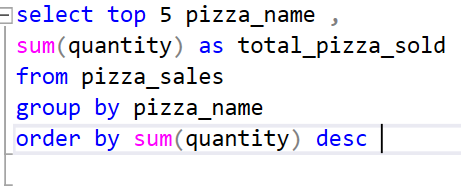 select top 5 pizza_name ,
sum(quantity) as total_pizza_sold
from pizza_sales
group by pizza_name
order by sum(quantity) desc